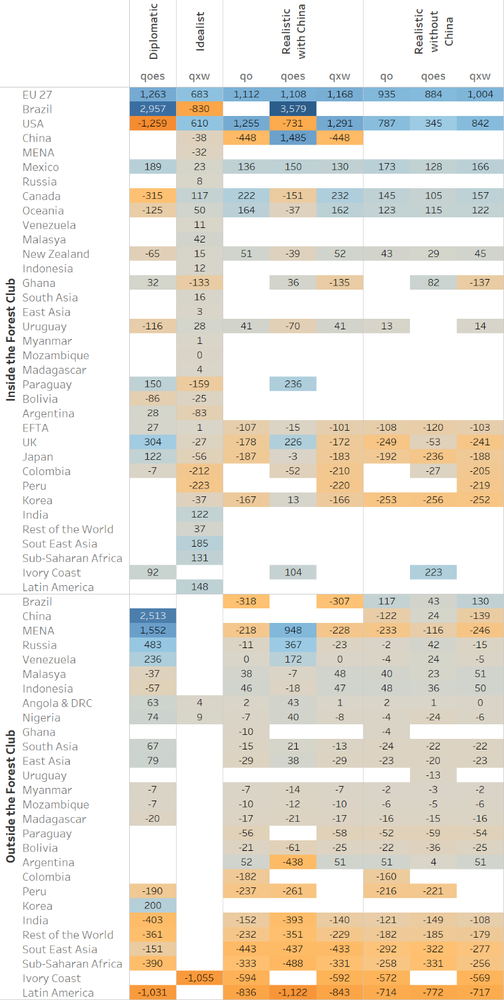 Diplomatic Idealist Realistic with China Realistic without China
qoes qxw qo qoes qxw qo qoes qxw
Inside the Forest Club
EU 27 1,263 683 1,112 1,108 1,168 935 884 1,004
Brazil 2,957 -830 3,579
USA -1,259 610 1,255 -731 1,291 787 345 842
China -38 -448 1,485 -448
MENA -32
Mexico 189 23 136 150 130 173 128 166
Russia 8
Canada -315 117 222 -151 232 145 105 157
Oceania -125 50 164 -37 162 123 115 122
Venezuela 11
Malasya 42
New Zealand -65 15 51 -39 52 43 29 45
Indonesia 12
Ghana 32 -133 36 -135 82 -137
South Asia 16
East Asia 3
Uruguay -116 28 41 -70 41 13 14
Myanmar 1
Mozambique 0
Madagascar 4
Paraguay 150 -159 236
Bolivia -86 -25
Argentina 28 -83
EFTA 27 1 -107 -15 -101 -108 -120 -103
UK 304 -27 -178 226 -172 -249 -53 -241
Japan 122 -56 -187 -3 -183 -192 -236 -188
Colombia -7 -212 -52 -210 -27 -205
Peru -223 -220 -219
Korea -37 -167 13 -166 -253 -256 -252
India 122
Rest of the World 37
Sout East Asia 185
Sub-Saharan Africa 131
Ivory Coast 92 104 223
Latin America 148
Outside the Forest Club
Brazil -318 -307 117 43 130
China 2,513 -122 24 -139
MENA 1,552 -218 948 -228 -233 -116 -246
Russia 483 -11 367 -23 -2 42 -15
Venezuela 236 0 172 0 -4 24 -5
Malasya -37 38 -7 48 40 23 51
Indonesia -57 46 -18 47 48 36 50
Angola & DRC 63 4 2 43 1 2 1 0
Nigeria 74 9 -7 40 -8 -4 -24 -6
Ghana -10 -4
South Asia 67 -15 21 -13 -24 -22 -22
East Asia 79 -29 38 -29 -23 -20 -23
Uruguay -13
Myanmar -7 -7 -14 -7 -2 -3 -2
Mozambique -7 -10 -12 -10 -6 -5 -6
Madagascar -20 -17 -21 -17 -16 -15 -16
Paraguay -56 -58 -52 -59 -54
Bolivia -21 -61 -25 -22 -36 -25
Argentina 52 -438 51 51 4 51
Colombia -182 -160
Peru -190 -237 -261 -216 -221
Korea 200
India -403 -152 -393 -140 -121 -149 -108
Rest of the World -361 -232 -351 -229 -182 -185 -179
Sout East Asia -151 -443 -437 -433 -292 -322 -277
Sub-Saharan Africa -390 -333 -488 -331 -258 -331 -256
Ivory Coast -1,055 -594 -592 -572 -569
Latin America -1,031 -836 -1,122 -843 -714 -772 -717